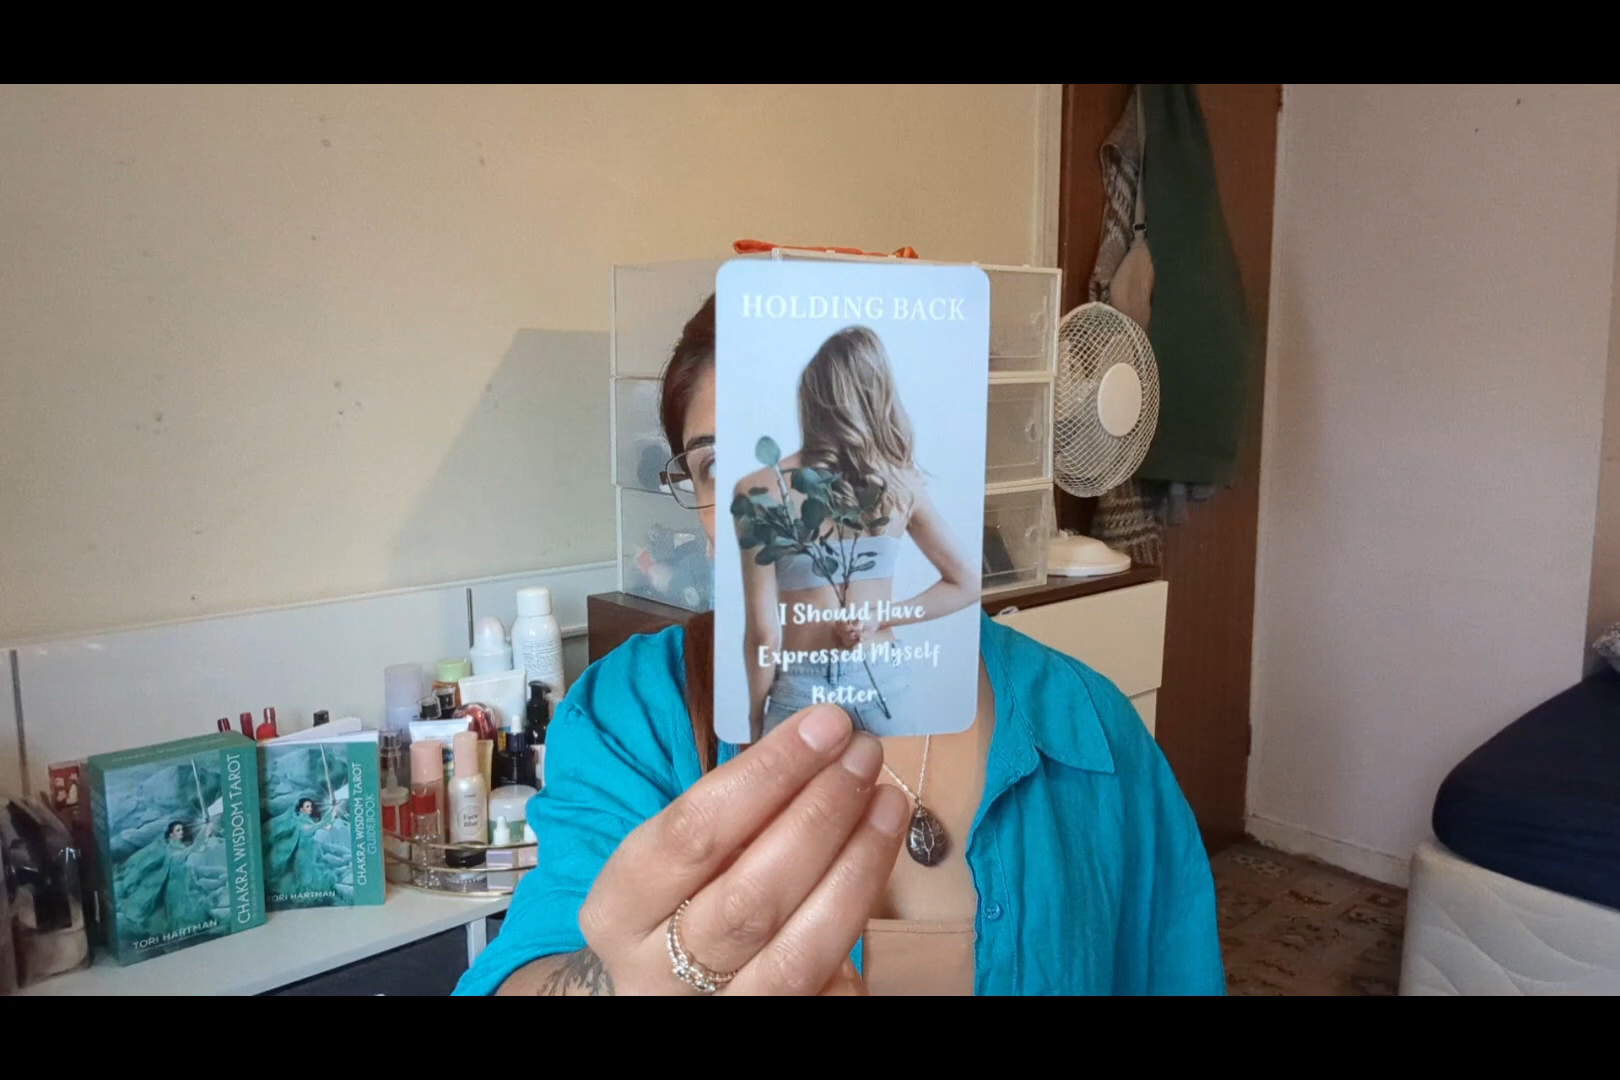 HOLDING BACK
I Should Have
Expressed Myself
Better.
CHAKRA WISDOM TAROT
TORI HARTMAN
CHAKRA WISDOM TAROT
GUIDEBOOK
TORI HARTMAN